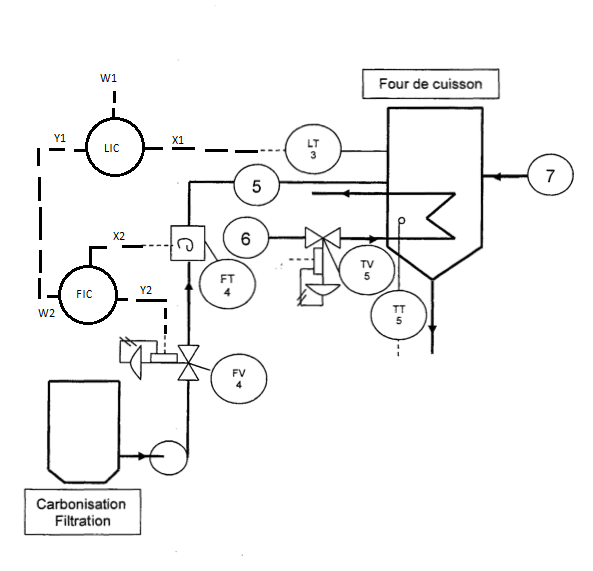 Four de cuisson
W1
Y1
LIC
X1
LT
3
5
7
X2
6
FT
4
TV
5
FIC
Y2
W2
TT
5
FV
4
Carbonisation
Filtration